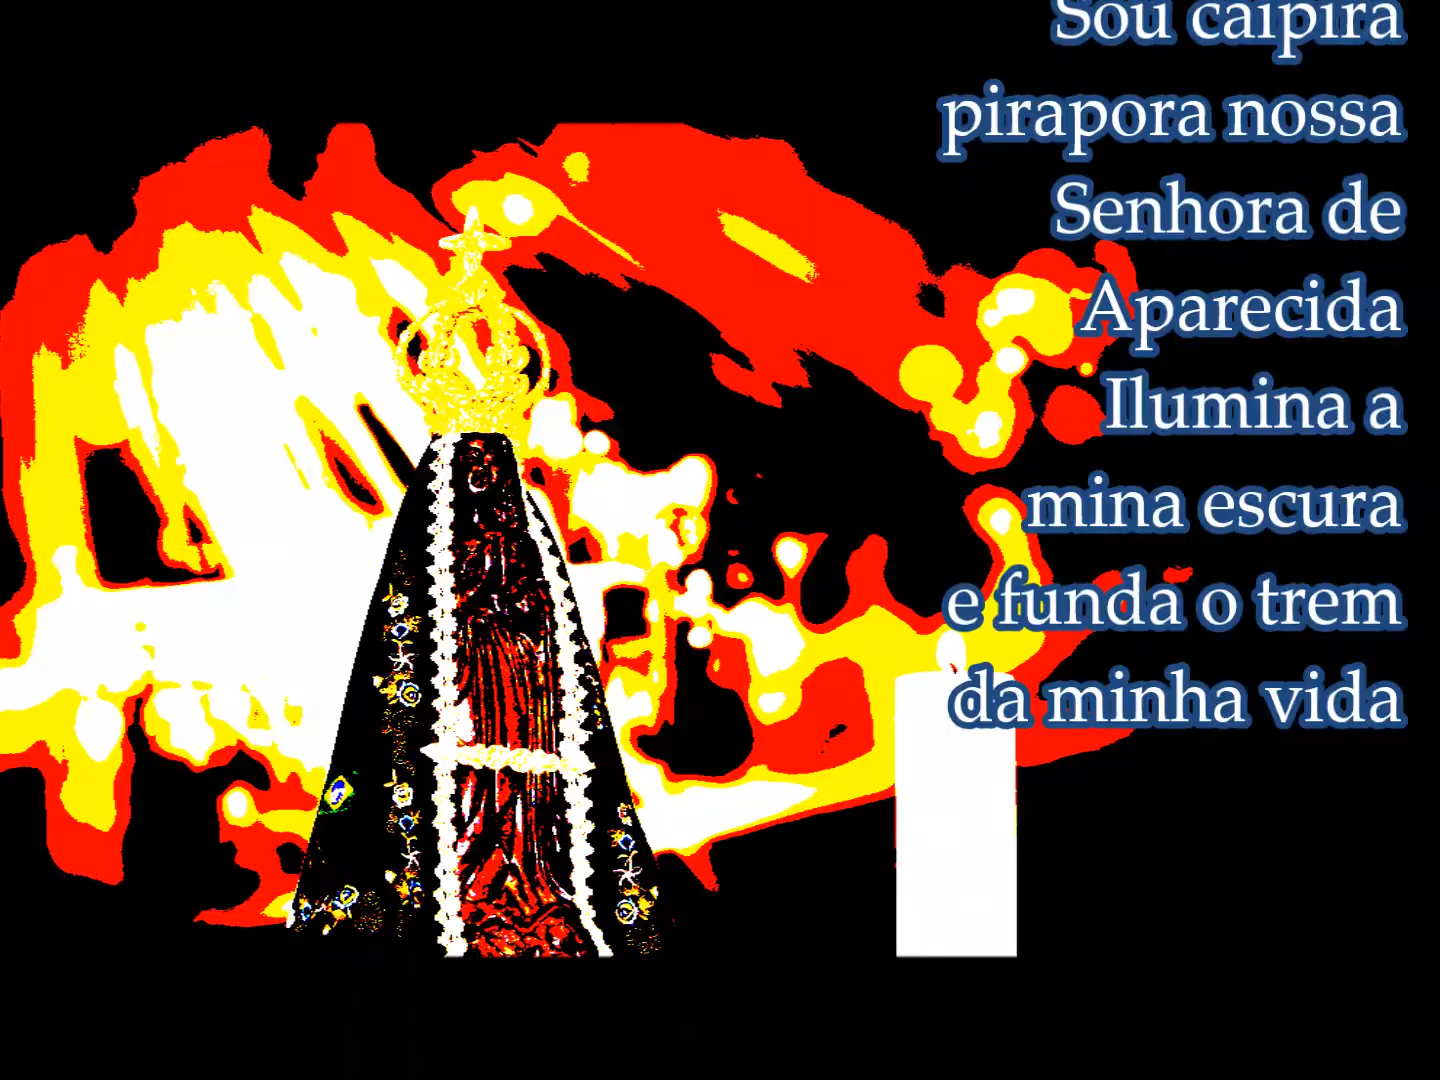 Sou caipira
pirapora nossa
Senhora de
Aparecida
Ilumina a
mina escura
e funda o trem
da minha vida